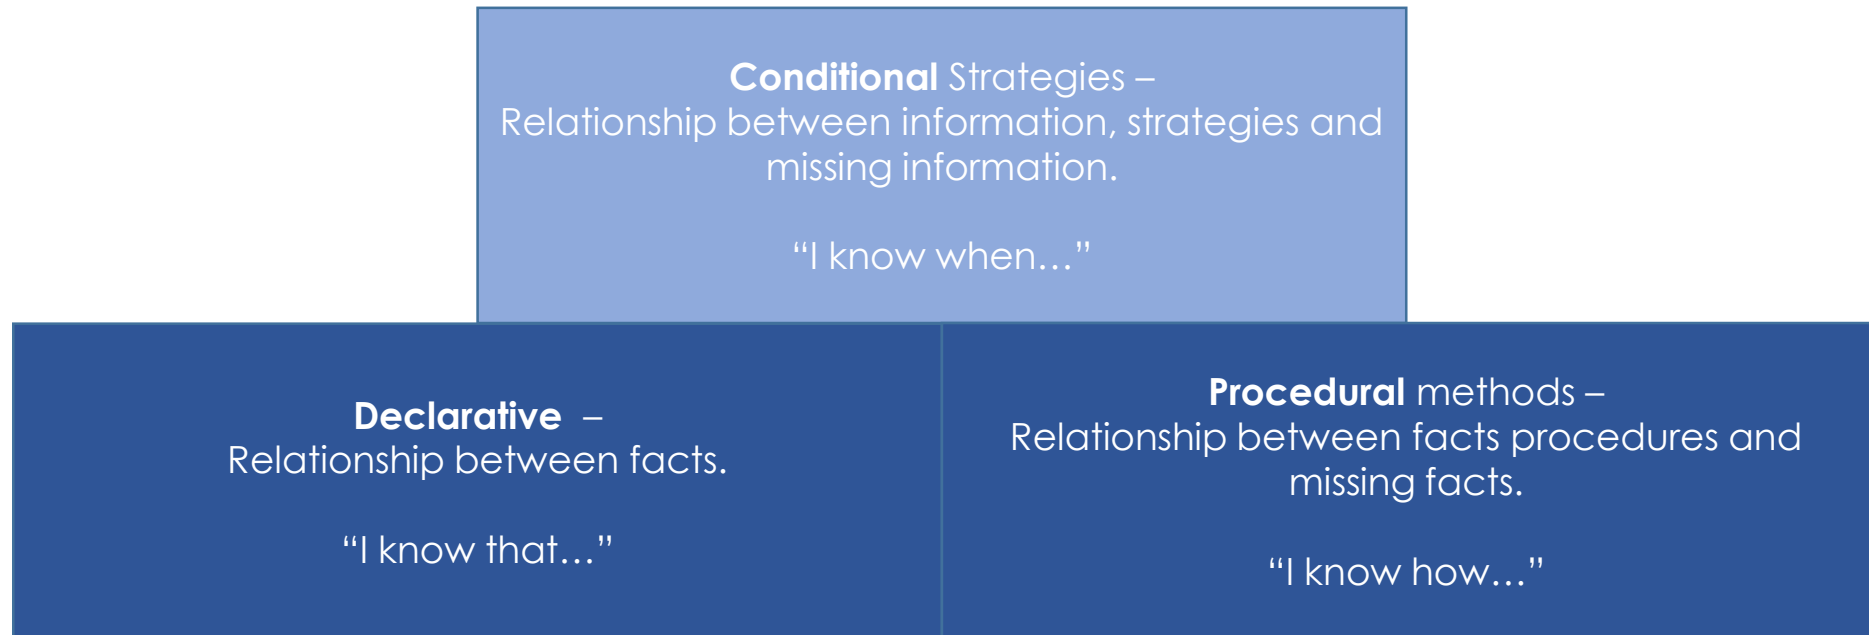 Conditional Strategies –
Relationship between information, strategies and
missing information.
“I know when…”
Declarative –
Relationship between facts.
“I know that…”
Procedural methods –
Relationship between facts procedures and
missing facts.
“I know how…”